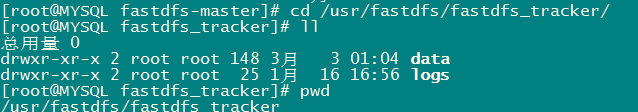 [root@MYSQL fastdfs-master]# cd /usr/fastdfs/fastdfs_tracker/
[root@MYSQL fastdfs_tracker]# ll
总用量 0
drwxr-xr-x 2 root root 148 3月   3 01:04 data
drwxr-xr-x 2 root root  25 1月  16 16:56 logs
[root@MYSQL fastdfs_tracker]# pwd
/usr/fastdfs/fastdfs_tracker